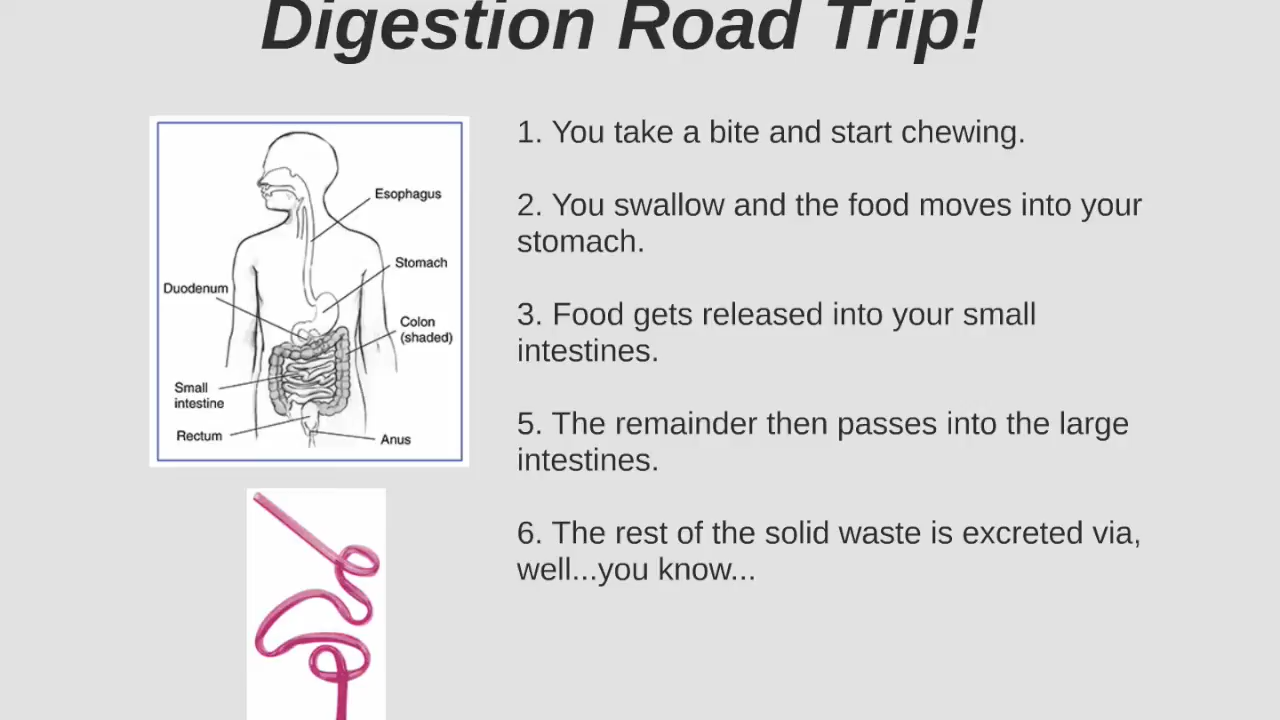 Digestion Road Trip!
Esophagus
Stomach
Duodenum
Colon
(shaded)
Small
intestine
Rectum
Anus
1. You take a bite and start chewing.
2. You swallow and the food moves into your
stomach.
3. Food gets released into your small
intestines.
5. The remainder then passes into the large
intestines.
6. The rest of the solid waste is excreted via,
well...you know...